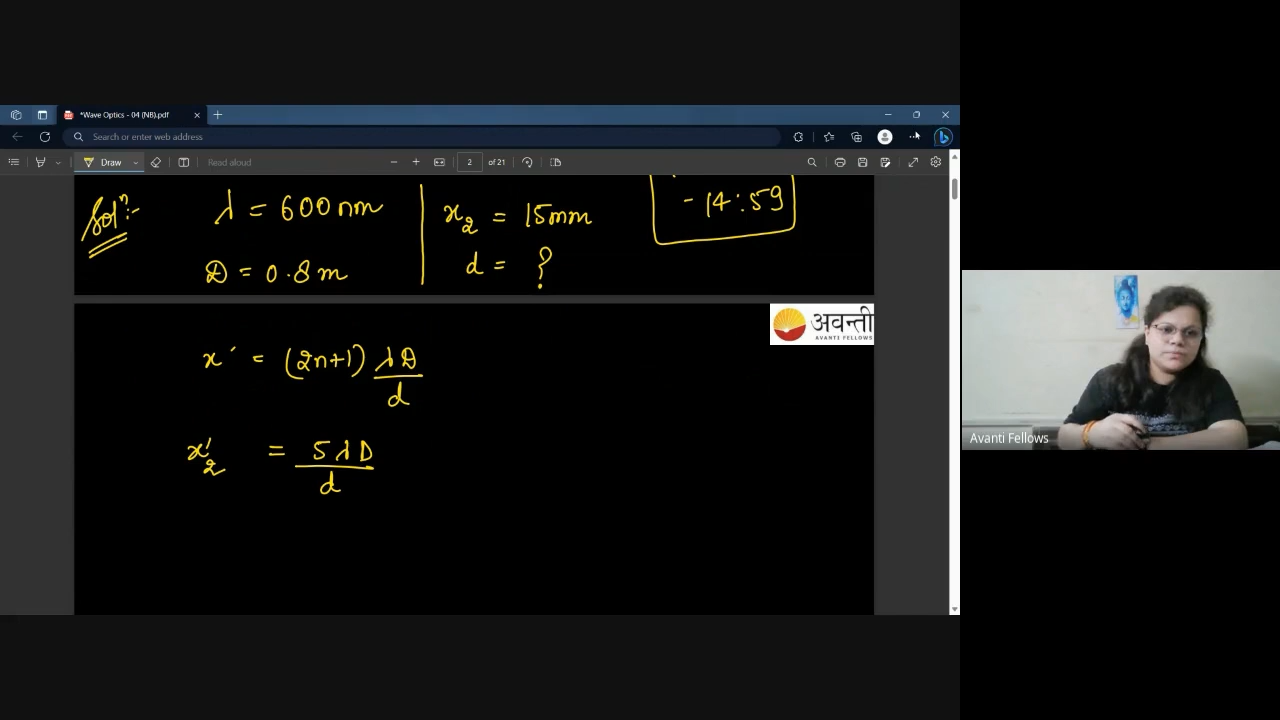 *Wave Optics - 04 (NB).pdf
Search or enter web address
Draw
Read aloud
2 of 21
Solⁿ:-
λ = 600 nm
x₂ = 15mm
- 14:59
D = 0.8 m
d = ?
अवन्ती
AVANTI FELLOWS
x' = (2n+1) λD/d
x'₂ = 5λD/d
Avanti Fellows